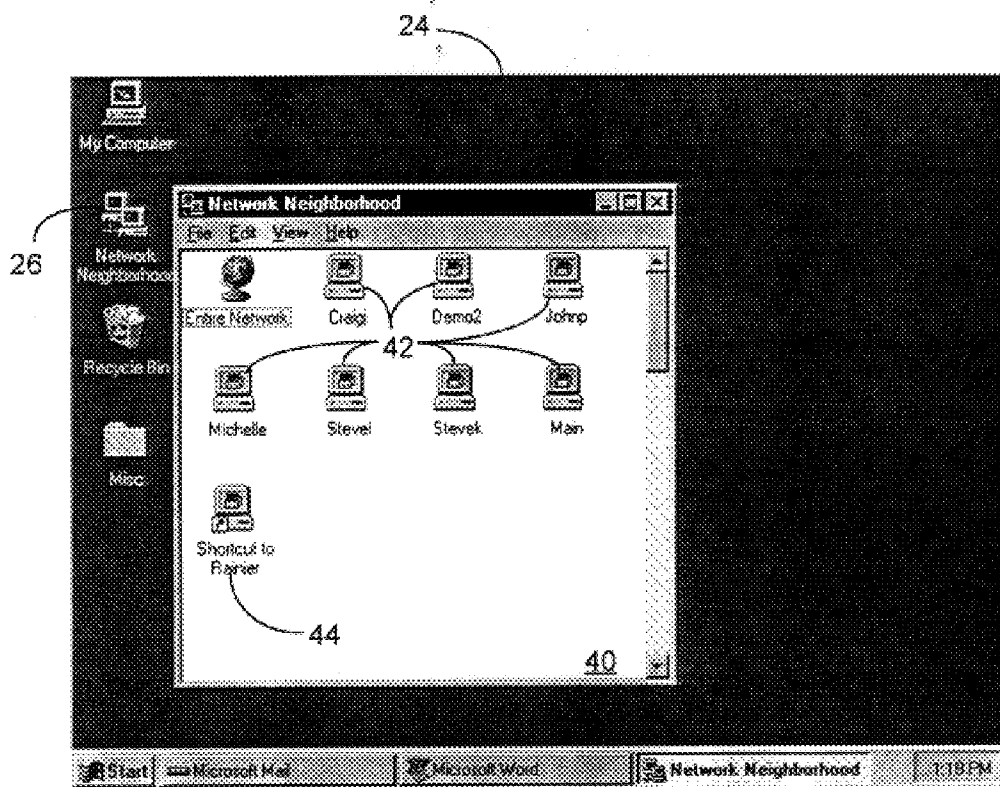 24
My Computer
26
Network
Neighborhood
Recycle Bin
Misc
Network Neighborhood
File Edit View Help
Entire Network
Craigl
Demo2
Johnp
42
Michelle
Stevel
Stevek
Main
Shortcut to
Rainier
44
40
Start
Microsoft Mail
Microsoft Word
Network Neighborhood
1:18 PM